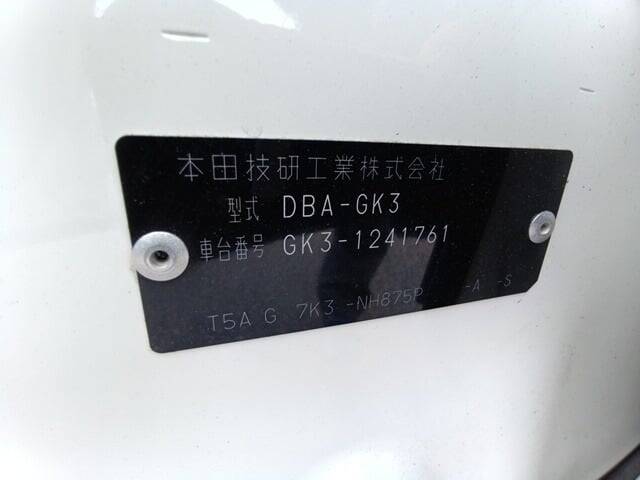 本田技研工業株式会社
型式 DBA-GK3
車台番号 GK3-1241761
T5A G 7K3 -NH875P -A -S